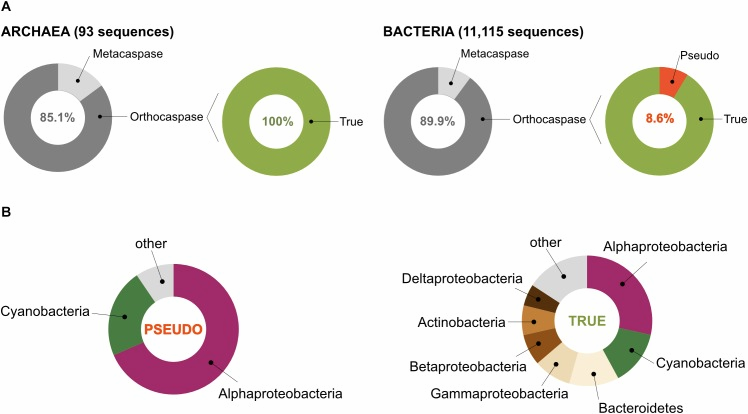 A
ARCHAEA (93 sequences)
Metacaspase
85.1%
Orthocaspase
100%
True
BACTERIA (11,115 sequences)
Metacaspase
89.9%
Orthocaspase
Pseudo
8.6%
True
B
other
Cyanobacteria
PSEUDO
Alphaproteobacteria
other
Alphaproteobacteria
Deltaproteobacteria
Actinobacteria
TRUE
Betaproteobacteria
Cyanobacteria
Gammaproteobacteria
Bacteroidetes